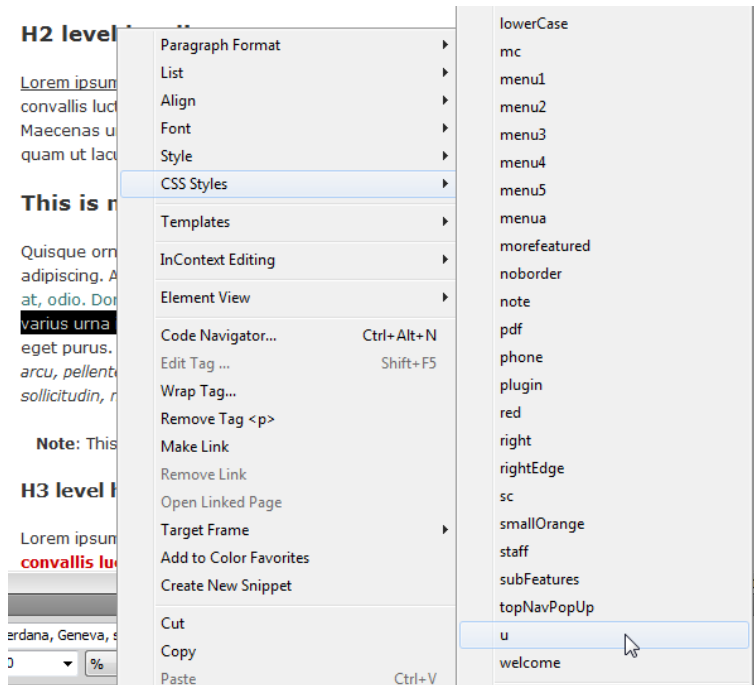 H2 level
Lorem ipsum
convallis luct
Maecenas u
quam ut lacu
This is n
Quisque orn
adipiscing. A
at, odio. Dor
varius urna
eget purus.
arcu, pellente
sollicitudin, r
Note: This
H3 level h
Lorem ipsum
convallis luc
erdana, Geneva, s
0
%
Paragraph Format
List
Align
Font
Style
CSS Styles
Templates
InContext Editing
Element View
Code Navigator... Ctrl+Alt+N
Edit Tag ... Shift+F5
Wrap Tag...
Remove Tag <p>
Make Link
Remove Link
Open Linked Page
Target Frame
Add to Color Favorites
Create New Snippet
Cut
Copy
Paste Ctrl+V
lowerCase
mc
menu1
menu2
menu3
menu4
menu5
menua
morefeatured
noborder
note
pdf
phone
plugin
red
right
rightEdge
sc
smallOrange
staff
subFeatures
topNavPopUp
u
welcome